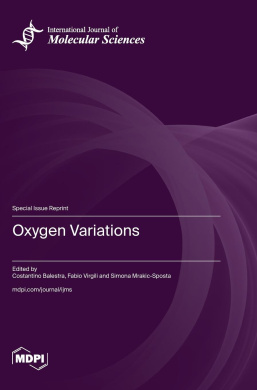 International Journal of
Molecular Sciences
Special Issue Reprint
Oxygen Variations
Edited by
Costantino Balestra, Fabio Virgili and Simona Mrakic-Sposta
mdpi.com/journal/ijms
MDPI